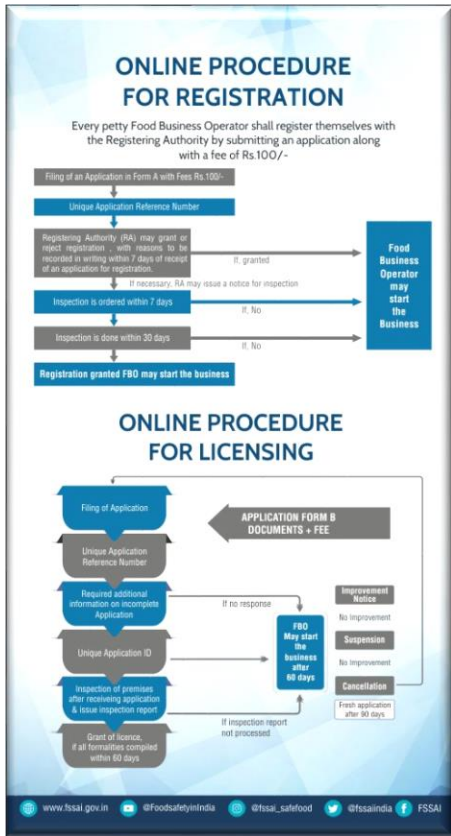 ONLINE PROCEDURE
FOR REGISTRATION
Every petty Food Business Operator shall register themselves with
the Registering Authority by submitting an application along
with a fee of Rs.100/-
Filing of an Application in Form A with Fees Rs.100/-
Unique Application Reference Number
Registering Authority (RA) may grant or
reject registration , with reasons to be
recorded in writing within 7 days of receipt
of an application for registration.
If, granted
If necessary, RA may issue a notice for inspection
Inspection is ordered within 7 days
If, No
Inspection is done within 30 days
If, No
Registration granted FBO may start the business
Food
Business
Operator
may
start
the
Business
ONLINE PROCEDURE
FOR LICENSING
Filing of Application
APPLICATION FORM B
DOCUMENTS + FEE
Unique Application
Reference Number
Required additional
information on incomplete
Application
If no response
Unique Application ID
Inspection of premises
after receiveing application
& issue inspection report
If inspection report
not processed
Grant of licence,
if all formalities compiled
within 60 days
FBO
May start
the
business
after
60 days
Improvement
Notice
No Improvement
Suspension
No Improvement
Cancellation
Fresh application
after 90 days
www.fssai.gov.in
@FoodsafetyinIndia
@fssai_safefood
@fssaiindia
FSSAI